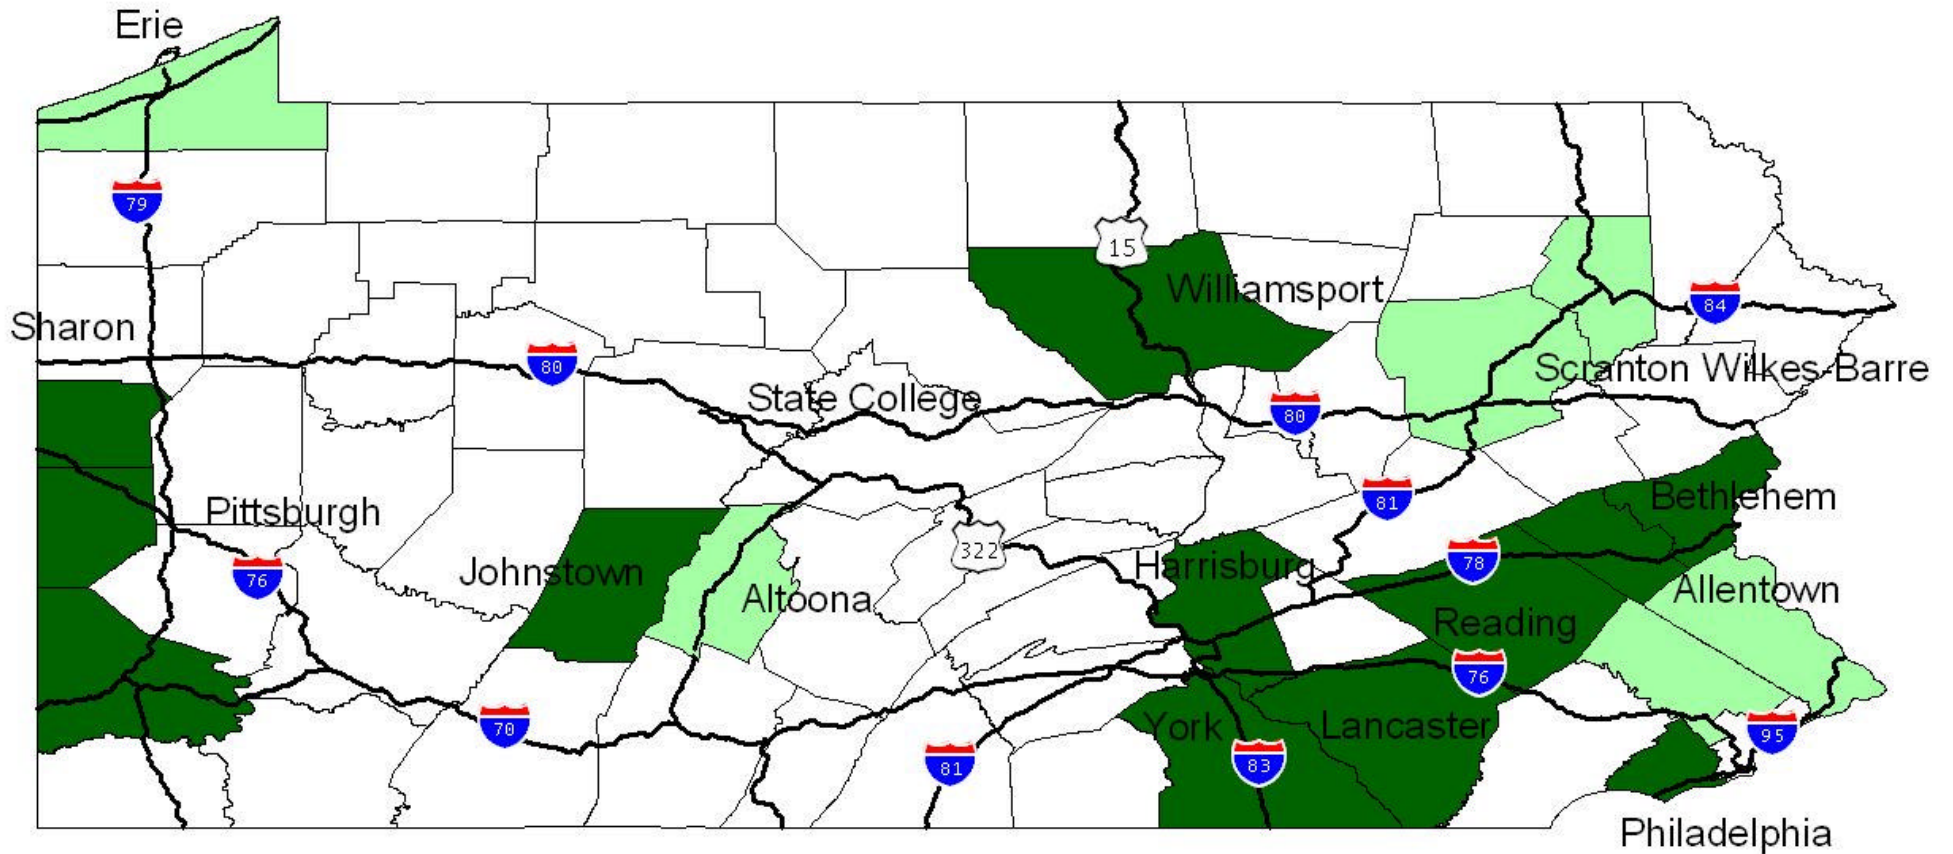 Erie
79
15
Williamsport
84
Sharon
80
Scranton Wilkes-Barre
State College
80
81
Bethlehem
Pittsburgh
322
78
76
Johnstown
Harrisburg
Altoona
Allentown
Reading
76
70
York
Lancaster
95
81
83
Philadelphia